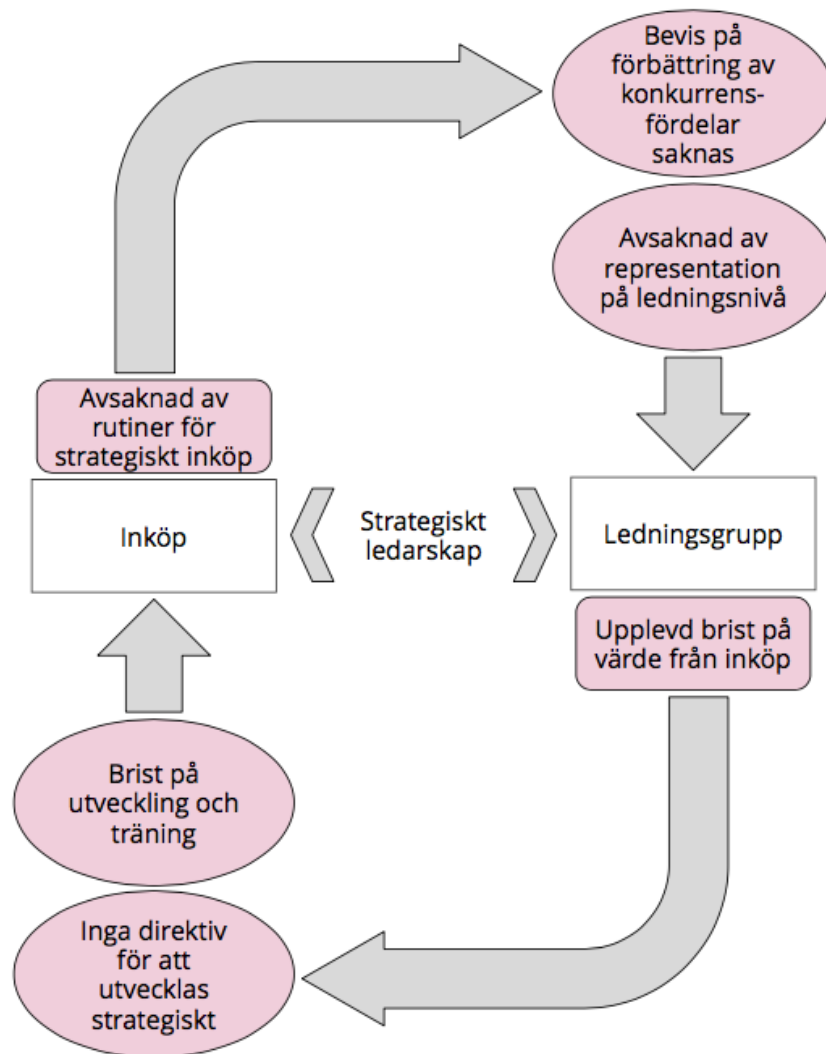 Bevis på
förbättring av
konkurrens-
fördelar
saknas
Avsaknad av
representation
på ledningsnivå
Avsaknad av
rutiner för
strategiskt inköp
Inköp
Strategiskt
ledarskap
Ledningsgrupp
Upplevd brist på
värde från inköp
Brist på
utveckling och
träning
Inga direktiv
för att
utvecklas
strategiskt